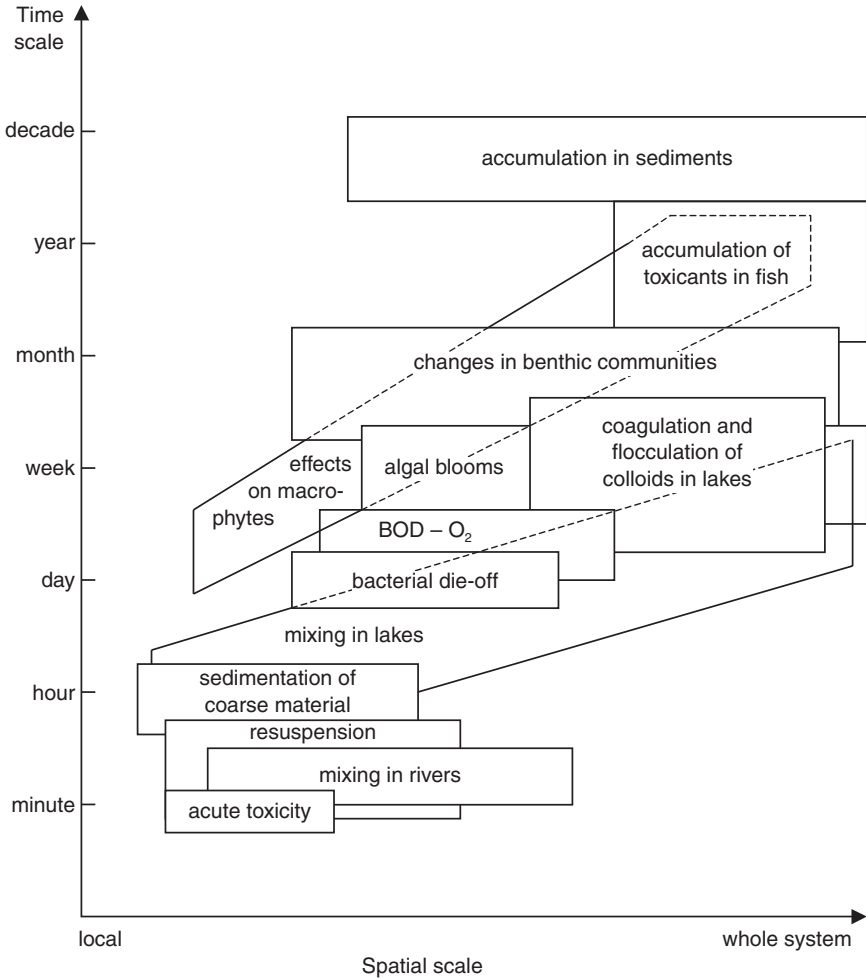 Time
scale
decade
accumulation in sediments
year
accumulation of
toxicants in fish
month
changes in benthic communities
coagulation and
flocculation of
colloids in lakes
week
effects
on macro-
phytes
algal blooms
BOD – O₂
day
bacterial die-off
mixing in lakes
hour
sedimentation of
coarse material
resuspension
mixing in rivers
minute
acute toxicity
local
whole system
Spatial scale